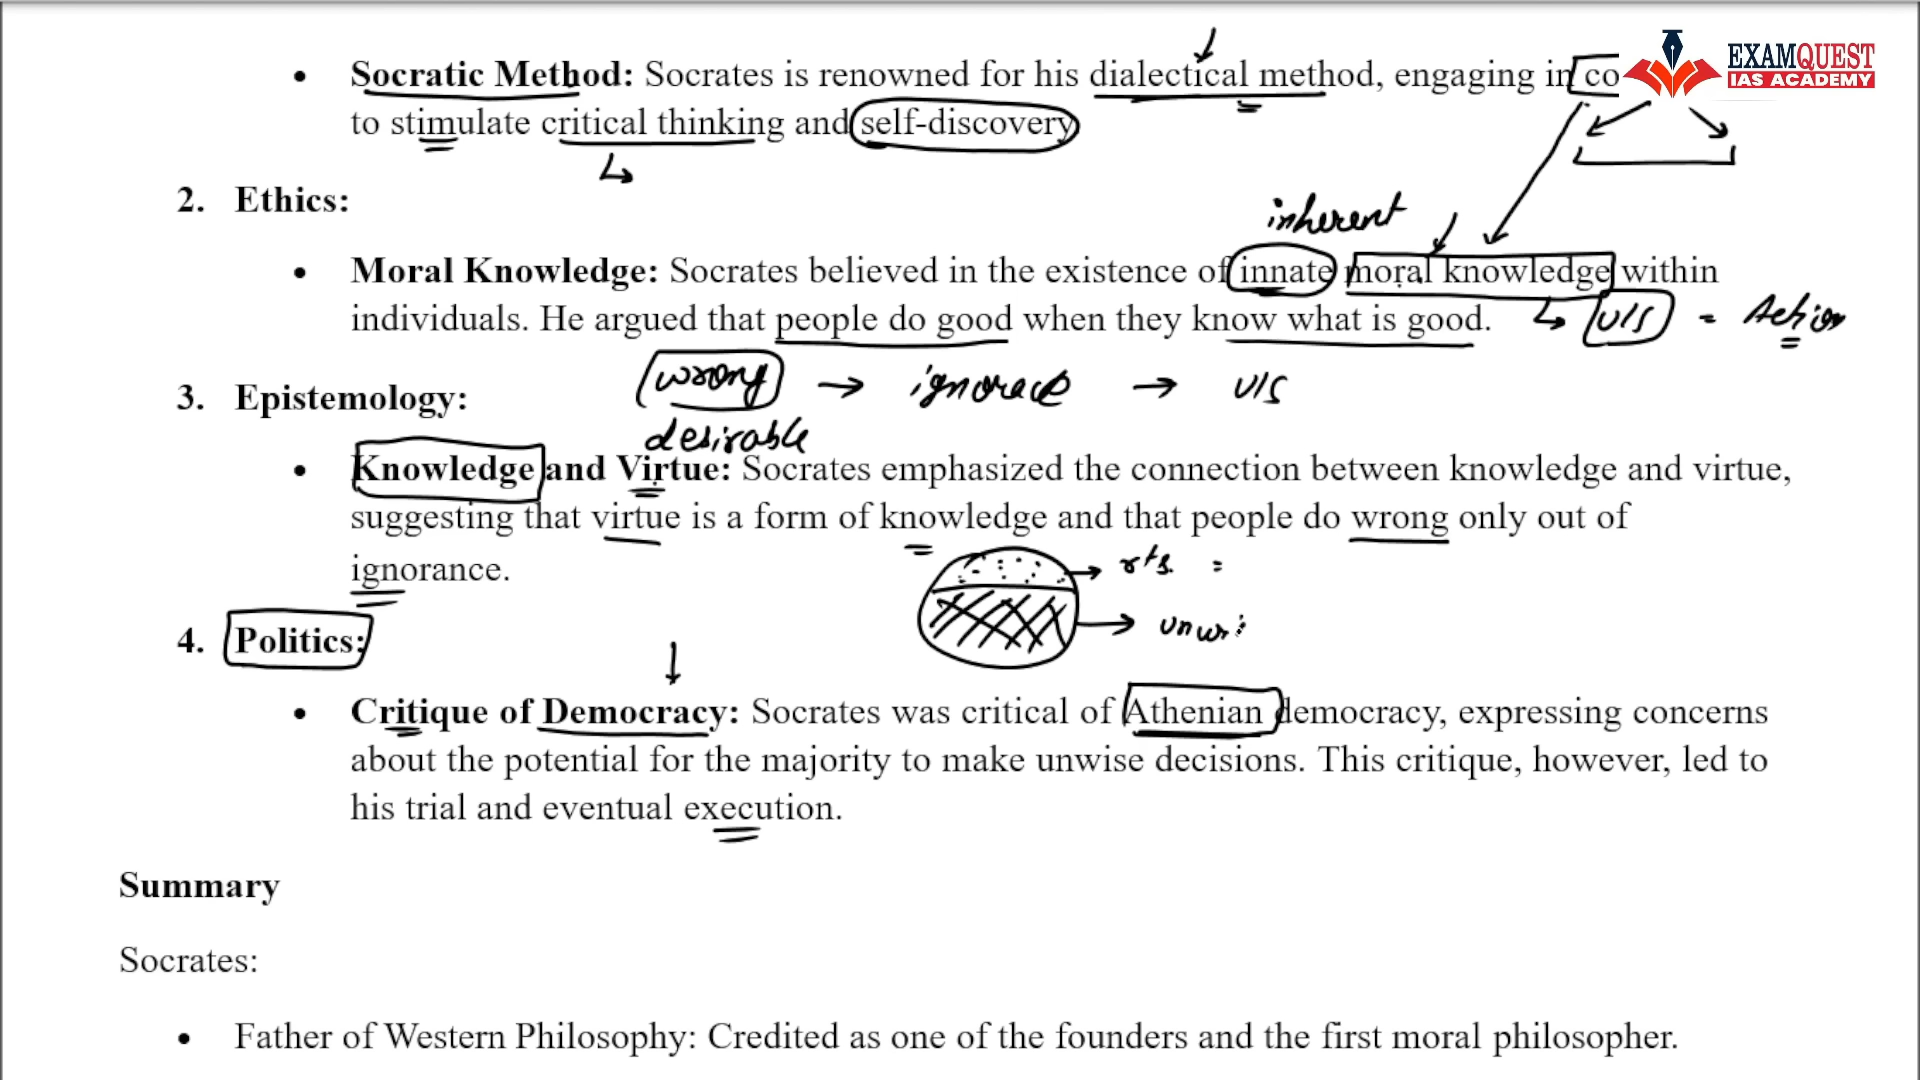 EXAMQUEST
IAS ACADEMY
• Socratic Method: Socrates is renowned for his dialectical method, engaging in co
to stimulate critical thinking and self-discovery
2. Ethics:
inherent
• Moral Knowledge: Socrates believed in the existence of innate moral knowledge within
individuals. He argued that people do good when they know what is good. U/S = Action
wrong → ignorace → U/S
3. Epistemology:
desirable
• Knowledge and Virtue: Socrates emphasized the connection between knowledge and virtue,
suggesting that virtue is a form of knowledge and that people do wrong only out of
ignorance.
4. Politics:
• Critique of Democracy: Socrates was critical of Athenian democracy, expressing concerns
about the potential for the majority to make unwise decisions. This critique, however, led to
his trial and eventual execution.
Summary
Socrates:
• Father of Western Philosophy: Credited as one of the founders and the first moral philosopher.